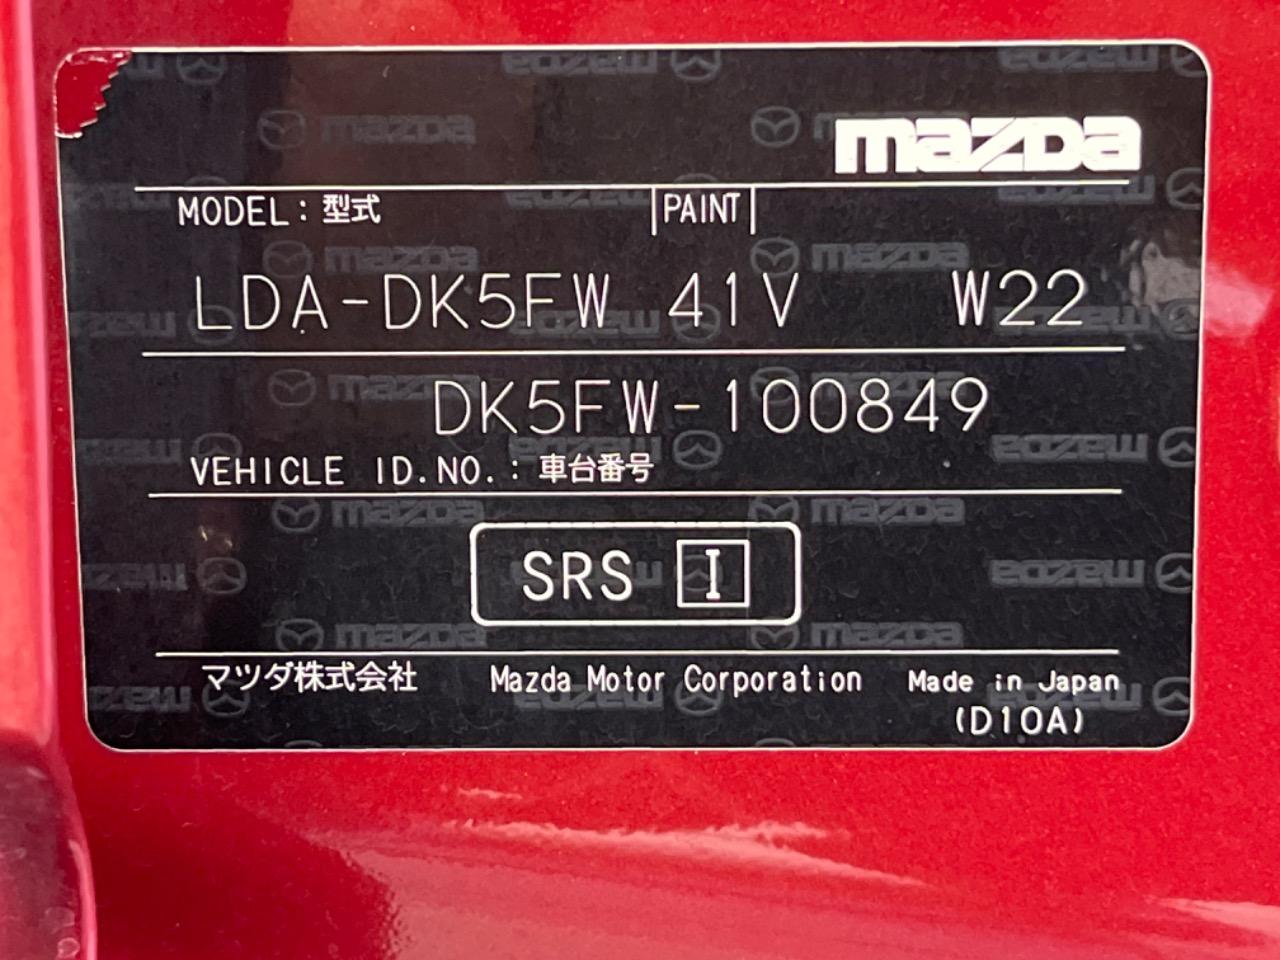 mazda
MODEL：型式 |PAINT|
LDA-DK5FW 41V W22
DK5FW-100849
VEHICLE ID.NO.：車台番号
SRS I
マツダ株式会社 Mazda Motor Corporation Made in Japan
(D10A)